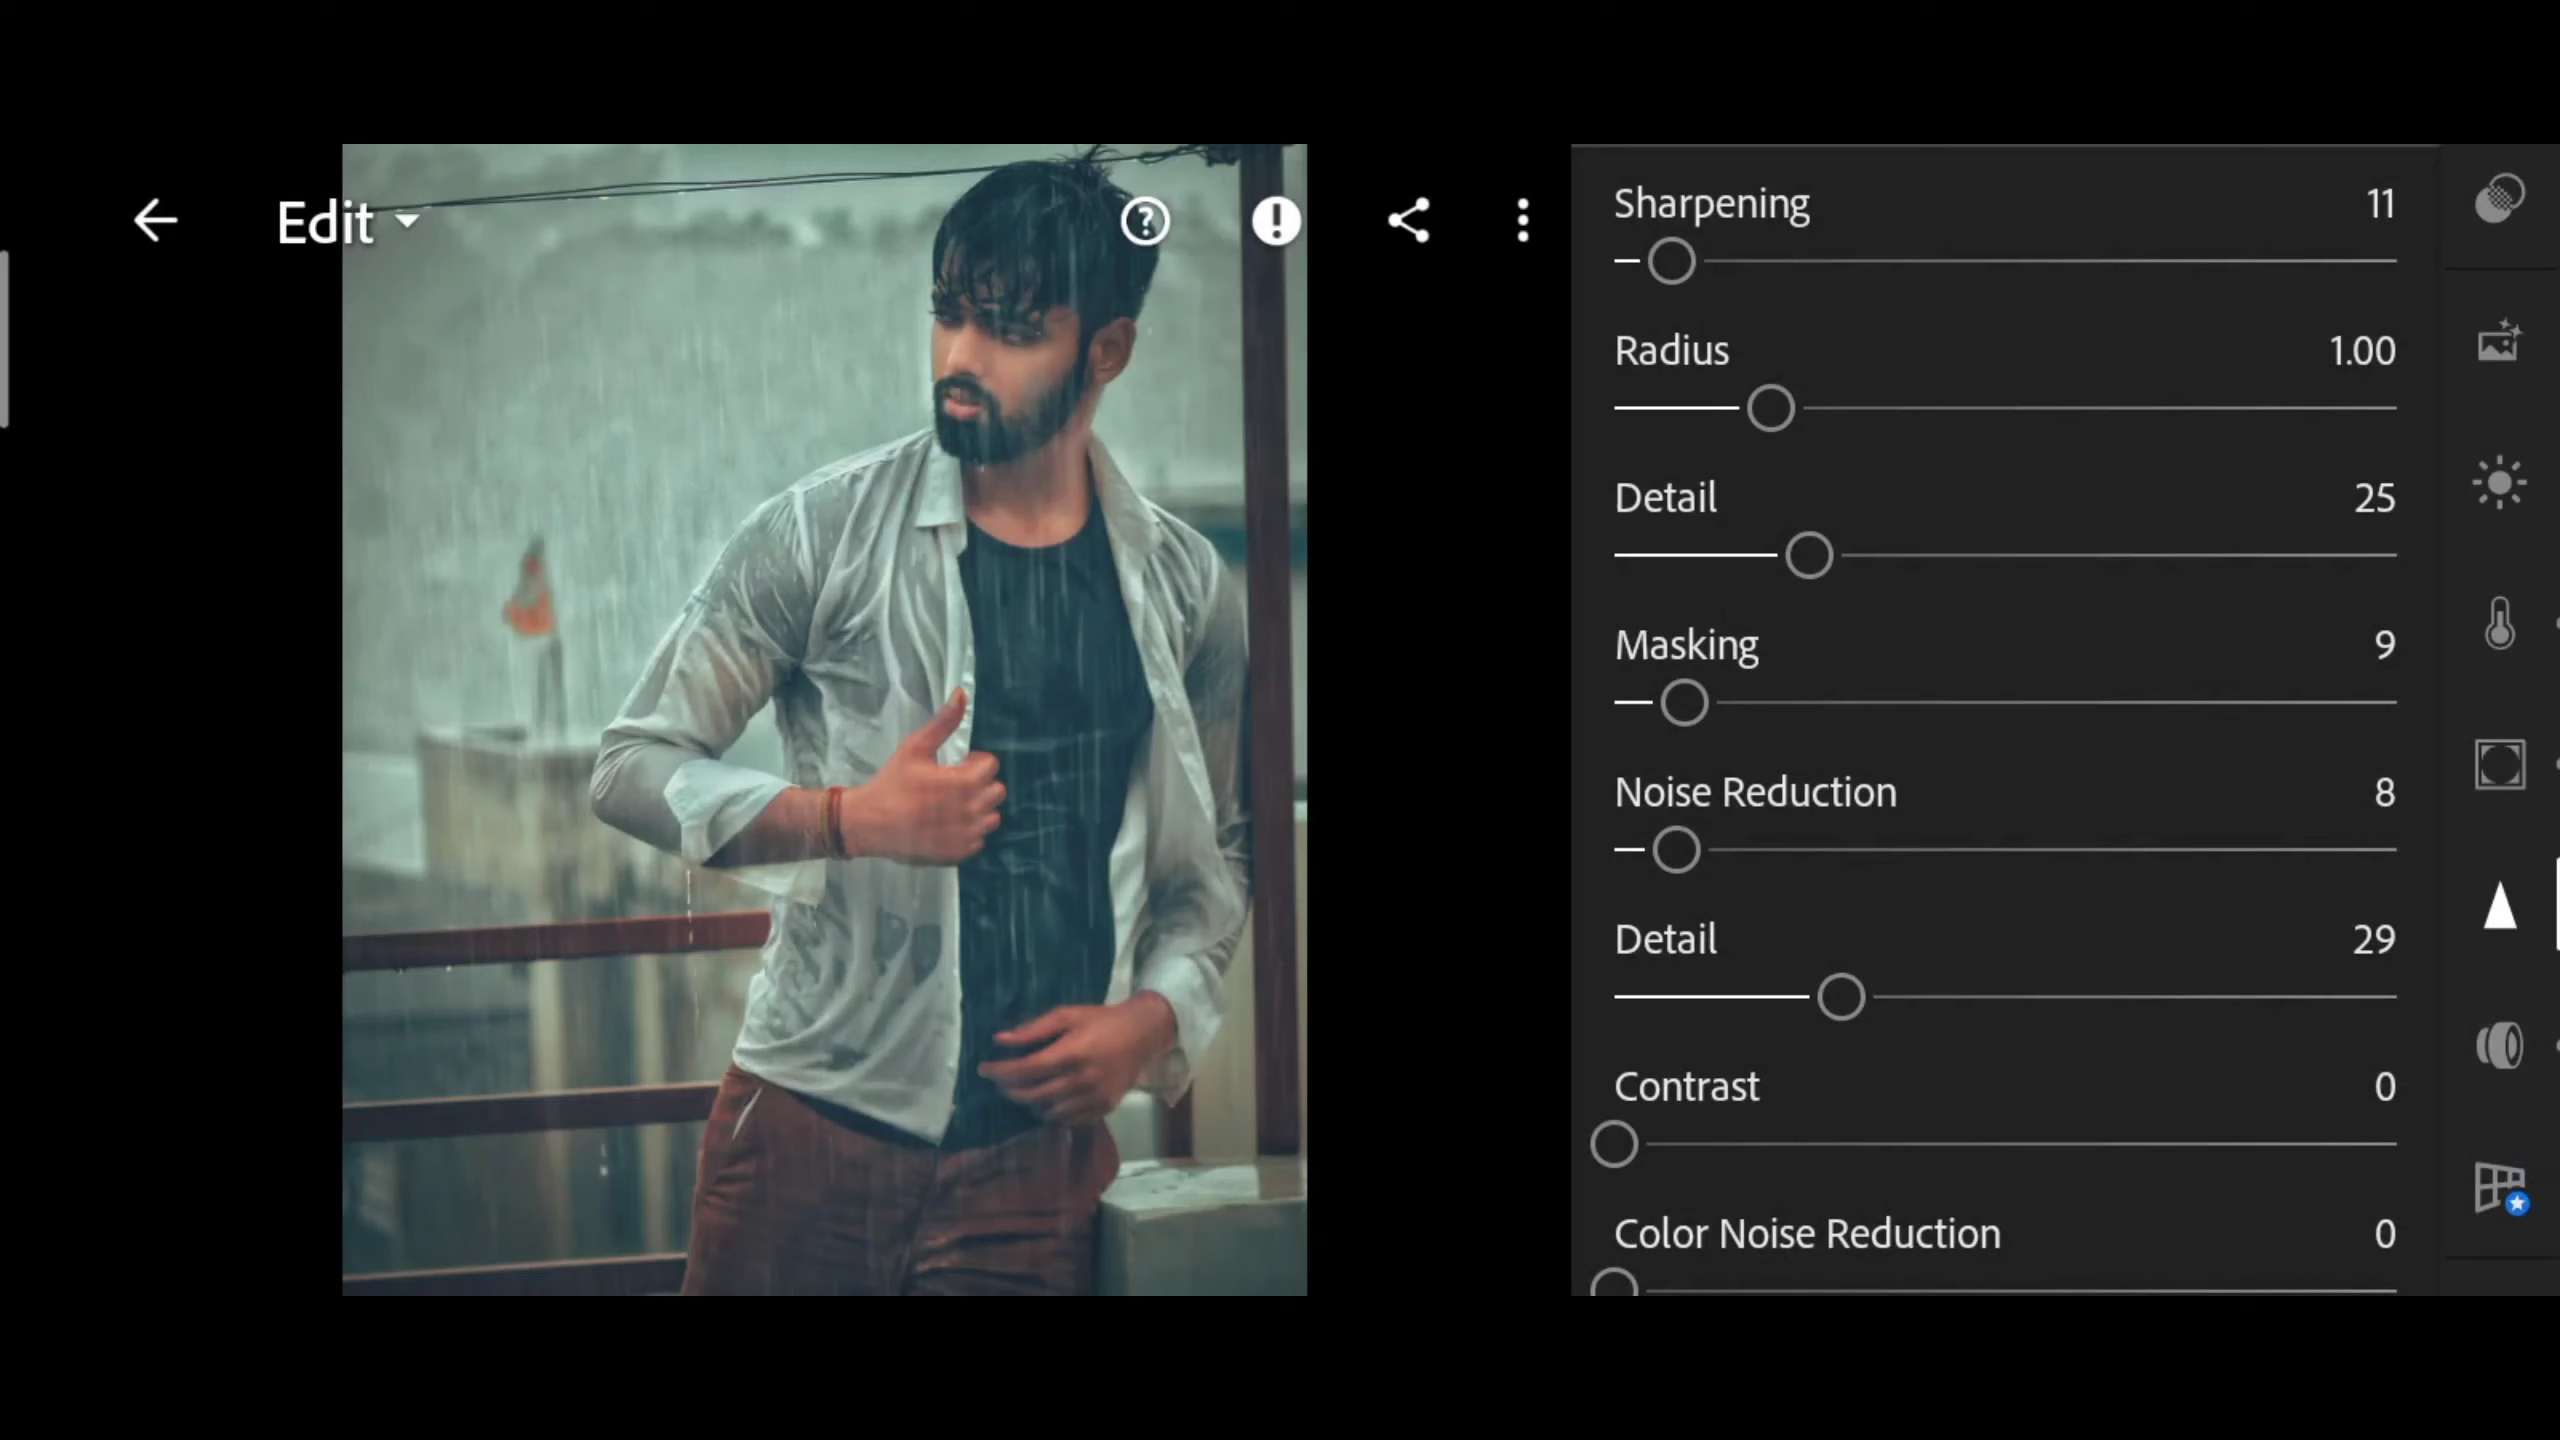 Edit
Sharpening 11
Radius 1.00
Detail 25
Masking 9
Noise Reduction 8
Detail 29
Contrast 0
Color Noise Reduction 0